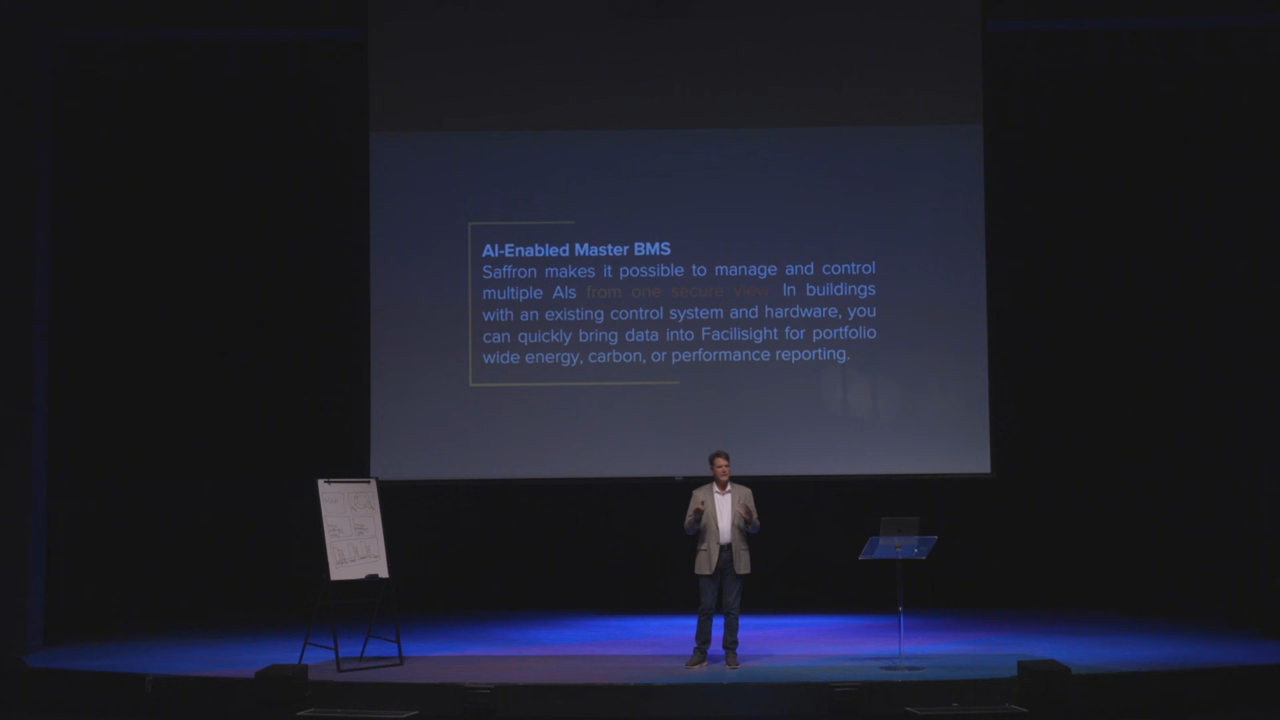 AI-Enabled Master BMS
Saffron makes it possible to manage and control
multiple AIs from one secure view. In buildings
with an existing control system and hardware, you
can quickly bring data into Facilisight for portfolio
wide energy, carbon, or performance reporting.